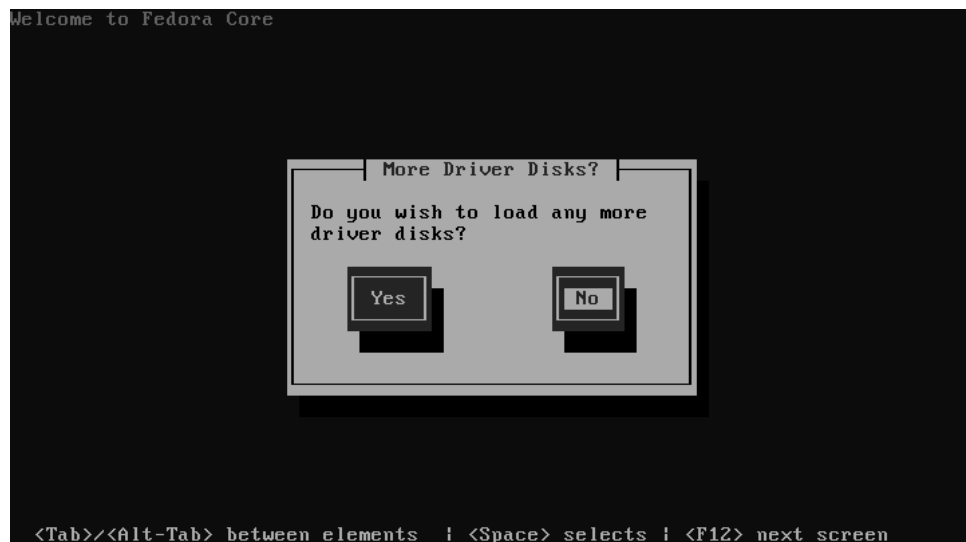 Welcome to Fedora Core
More Driver Disks?
Do you wish to load any more
driver disks?
Yes No
<Tab>/<Alt-Tab> between elements | <Space> selects | <F12> next screen